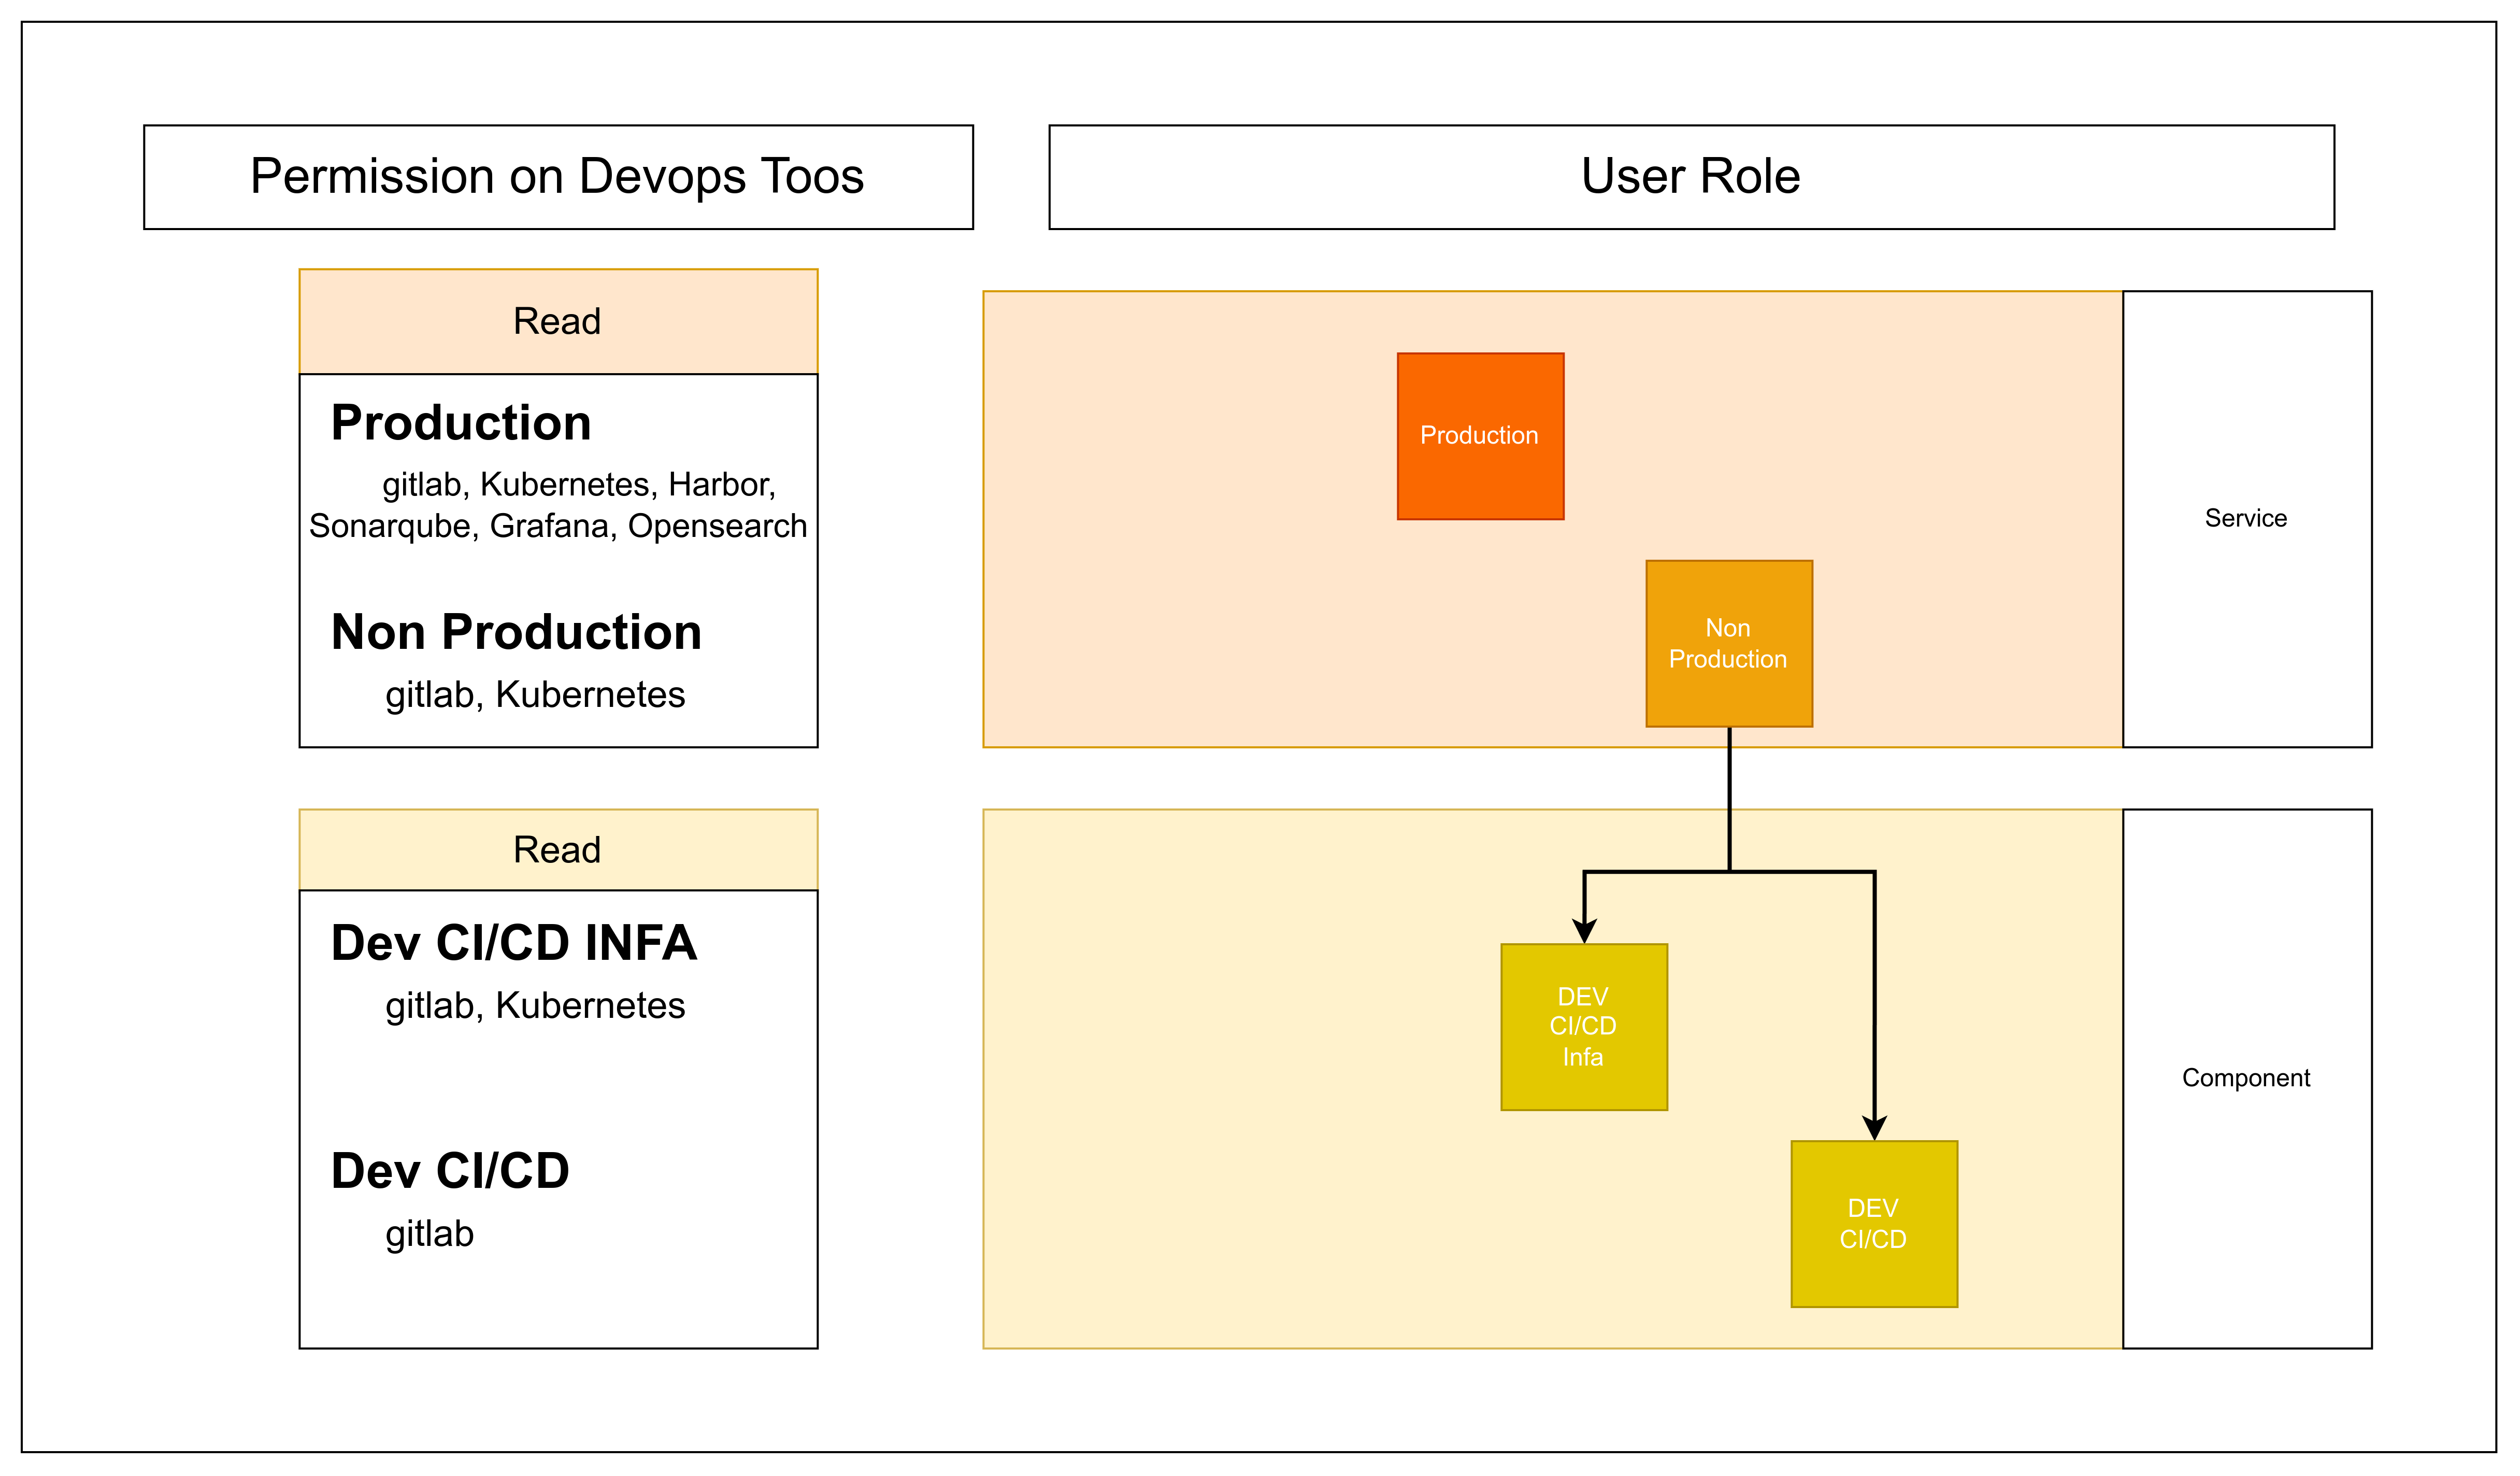 Permission on Devops Toos
User Role
Read
Production
gitlab, Kubernetes, Harbor,
Sonarqube, Grafana, Opensearch
Non Production
gitlab, Kubernetes
Production
Non
Production
Service
Read
Dev CI/CD INFA
gitlab, Kubernetes
Dev CI/CD
gitlab
DEV
CI/CD
Infa
DEV
CI/CD
Component